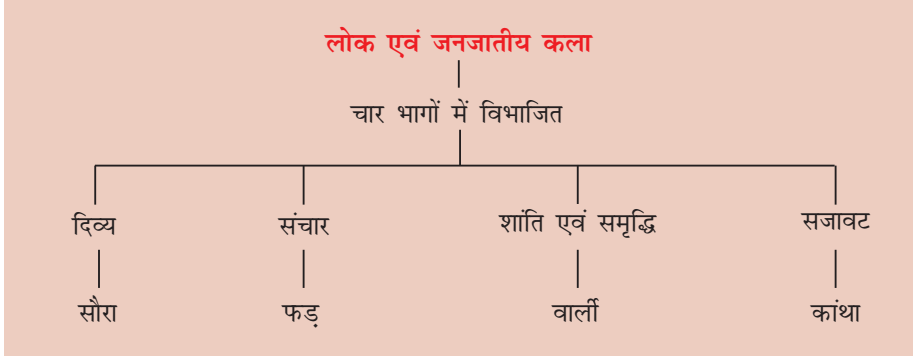 लोक एवं जनजातीय कला
चार भागों में विभाजित
दिव्य संचार शांति एवं समृद्धि सजावट
सौरा फड़ वार्ली कांथा